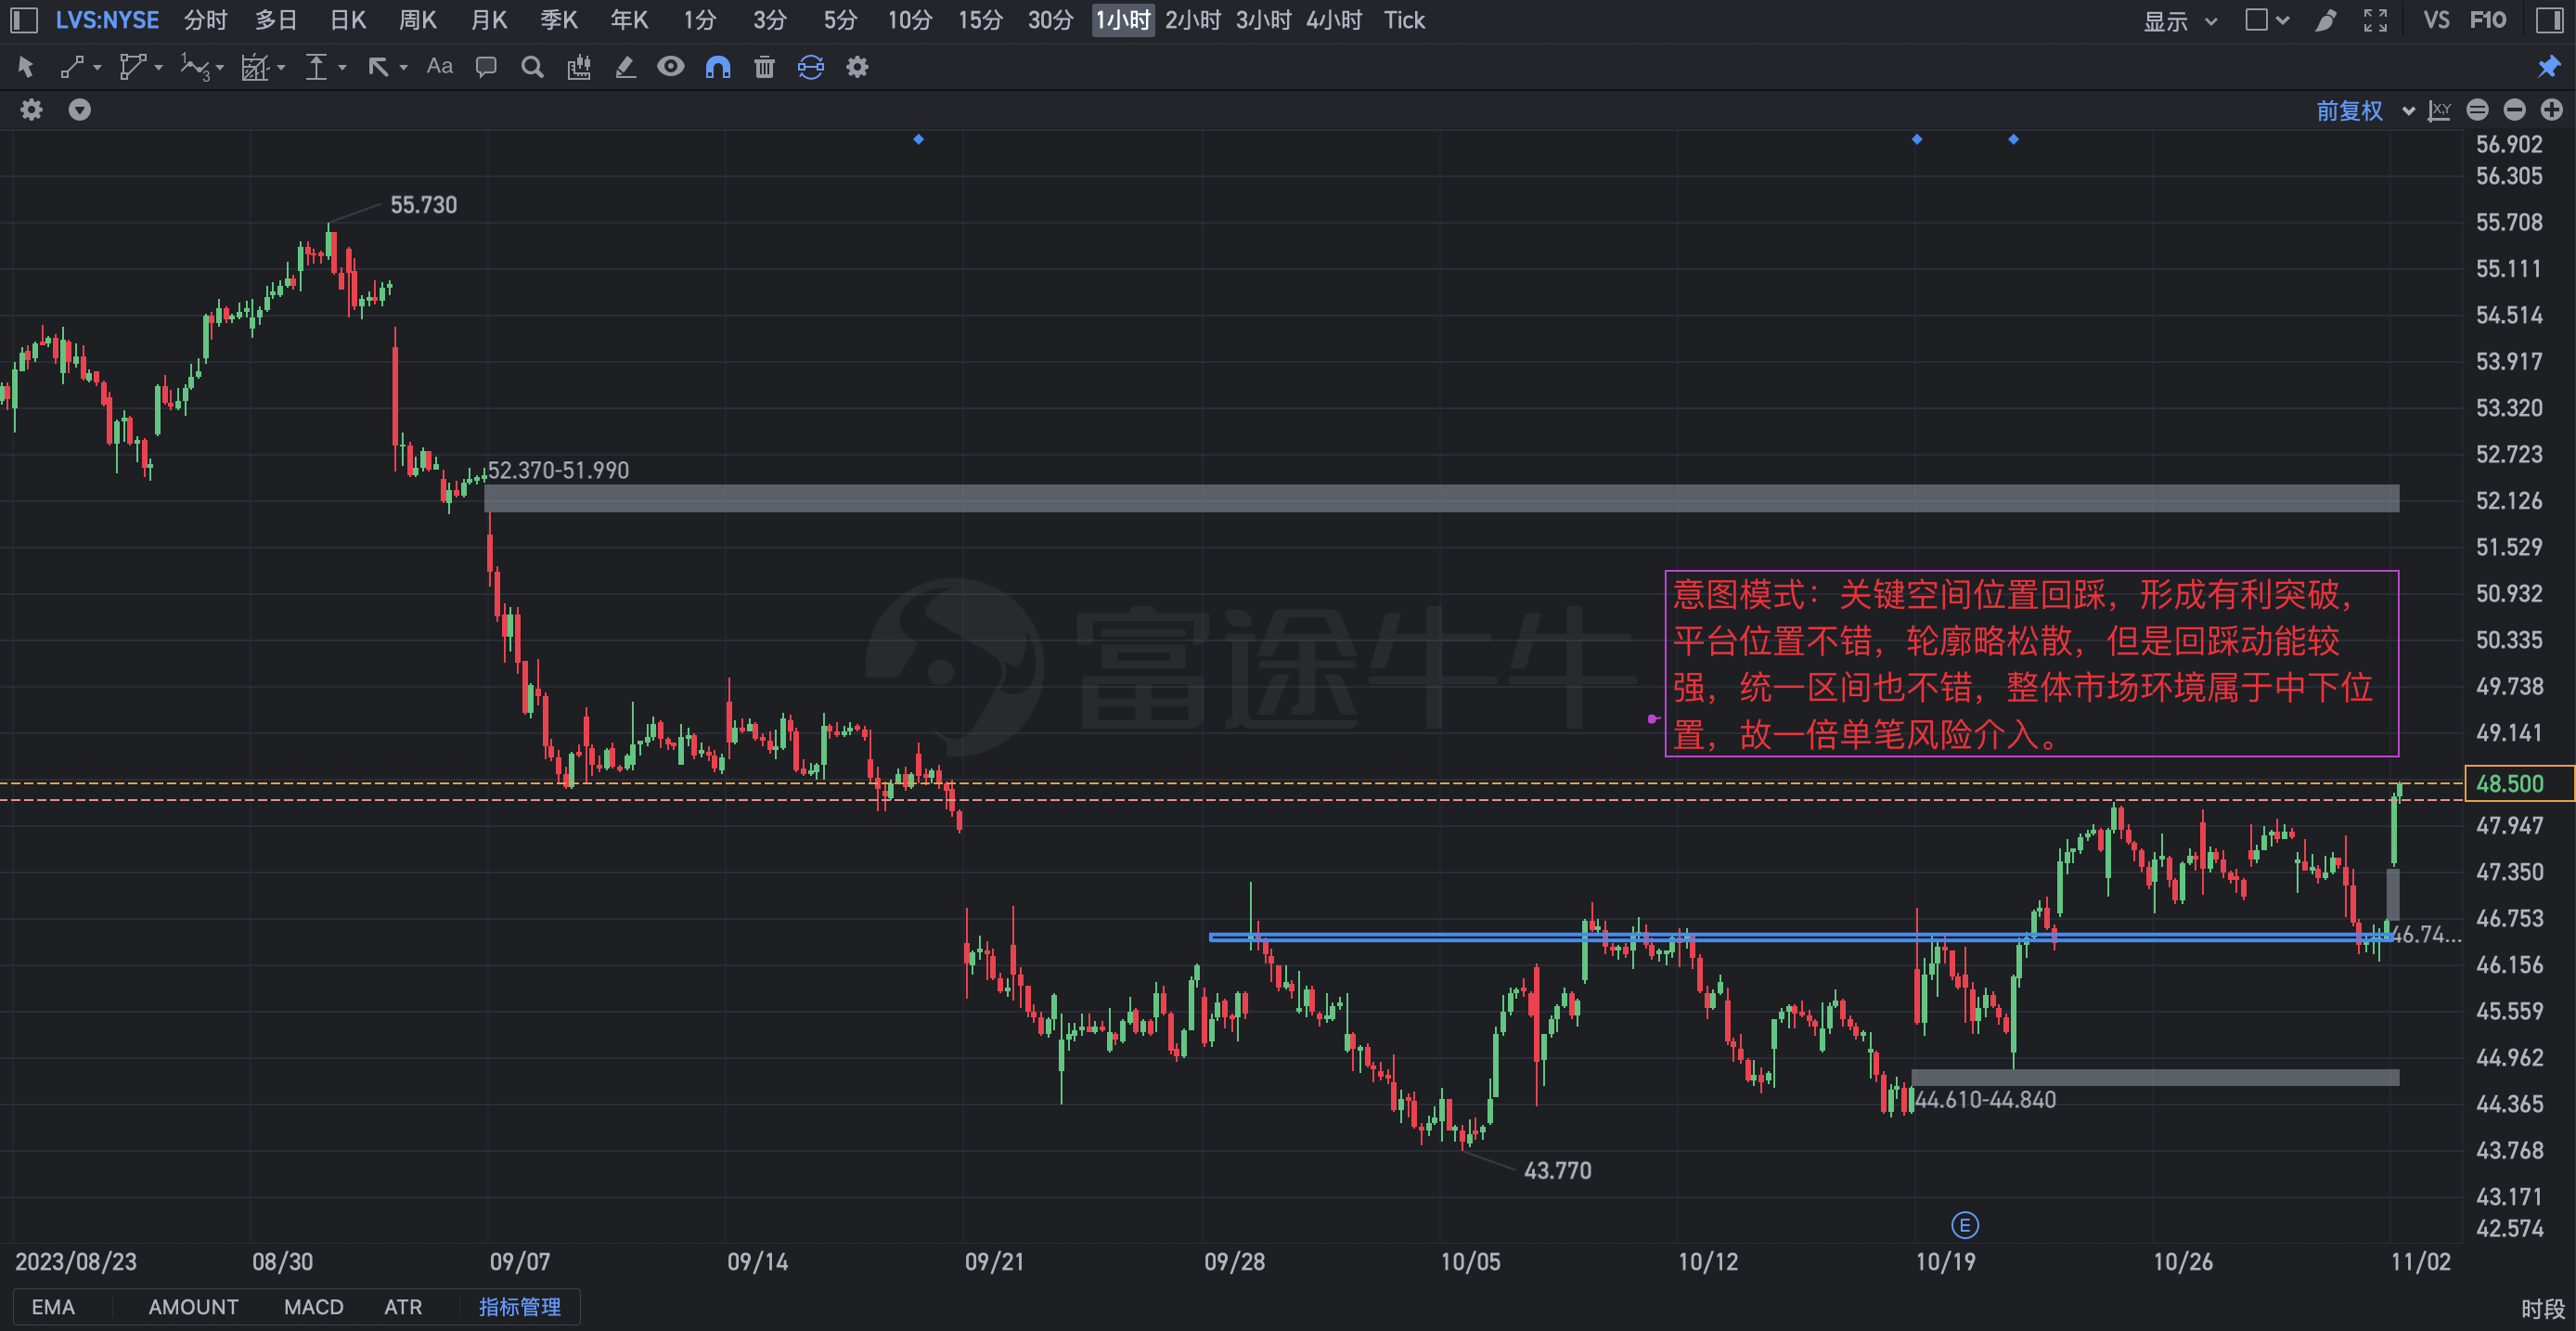 LVS:NYSE 分时 多日 日K 周K 月K 季K 年K 1分 3分 5分 10分 15分 30分 1小时 2小时 3小时 4小时 Tick 显示 VS F10
Aa
前复权 X,Y
56.902
56.305
55.730
55.708
55.111
54.514
53.917
53.320
52.723
52.370-51.990
52.126
51.529
50.932
50.335
49.738
49.141
意图模式：关键空间位置回踩，形成有利突破，
平台位置不错，轮廓略松散，但是回踩动能较
强，统一区间也不错，整体市场环境属于中下位
置，故一倍单笔风险介入。
富途牛牛
48.500
47.947
47.350
46.753
46.74...
46.156
45.559
44.962
44.610-44.840
44.365
43.768
43.770
43.171
42.574
E
2023/08/23 08/30 09/07 09/14 09/21 09/28 10/05 10/12 10/19 10/26 11/02
EMA AMOUNT MACD ATR 指标管理 时段